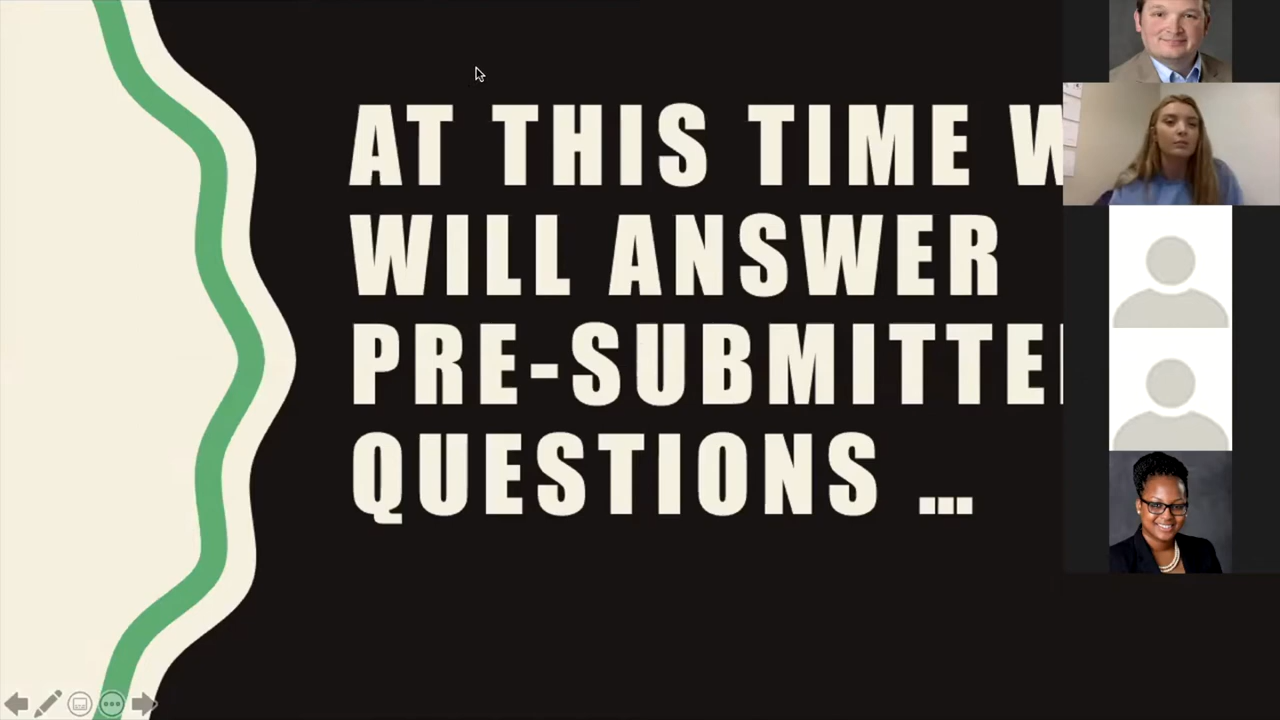 AT THIS TIME W
WILL ANSWER
PRE-SUBMITTE
QUESTIONS ...